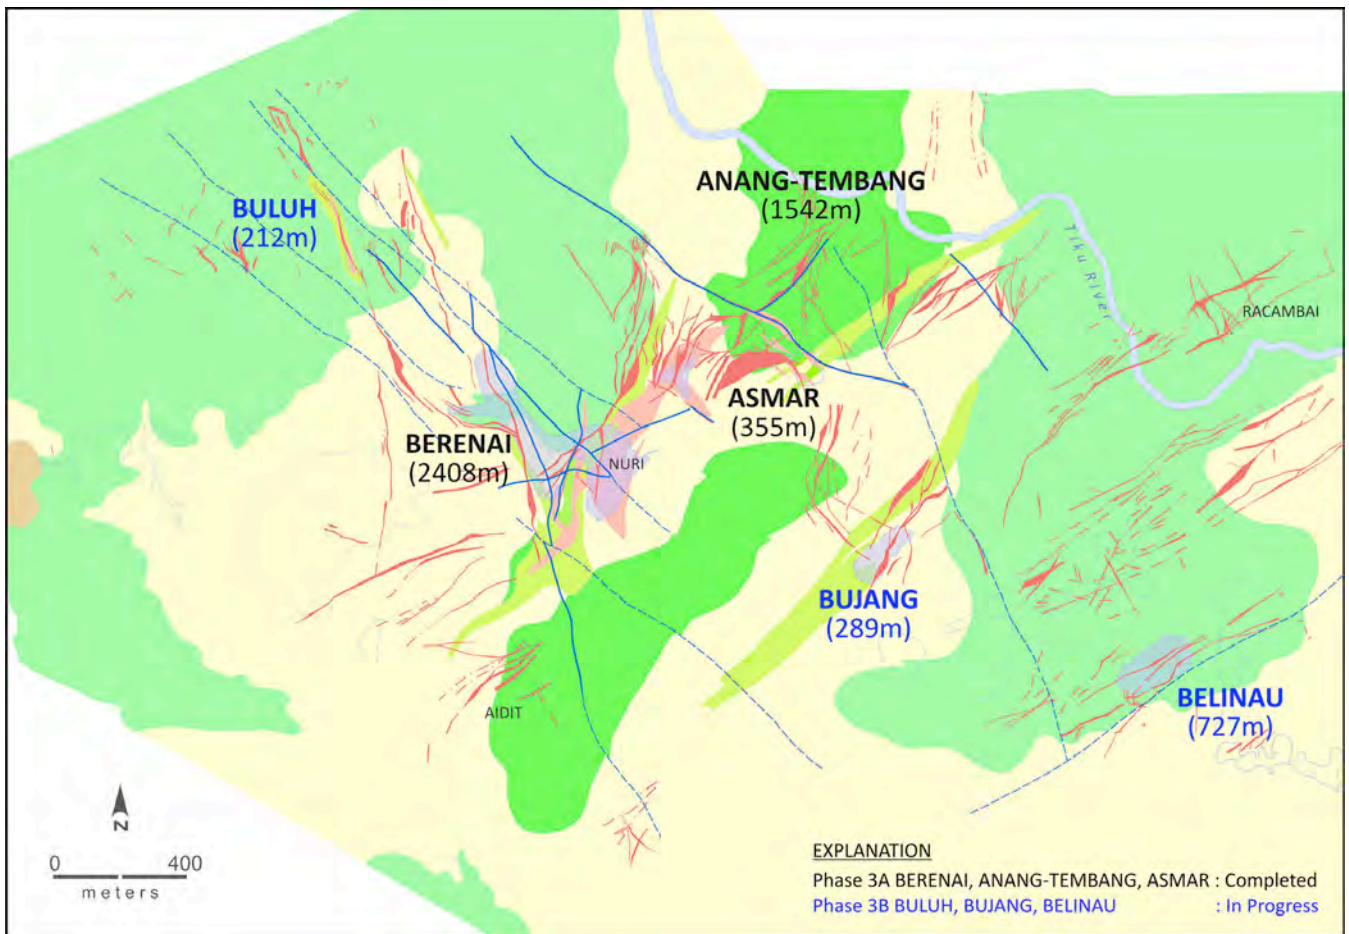 ANANG-TEMBANG
(1542m)
BULUH
(212m)
Tiku River
RACAMBAI
ASMAR
(355m)
BERENAI
(2408m)
NURI
BUJANG
(289m)
BELINAU
(727m)
AIDIT
N
0 400
meters
EXPLANATION
Phase 3A BERENAI, ANANG-TEMBANG, ASMAR : Completed
Phase 3B BULUH, BUJANG, BELINAU : In Progress